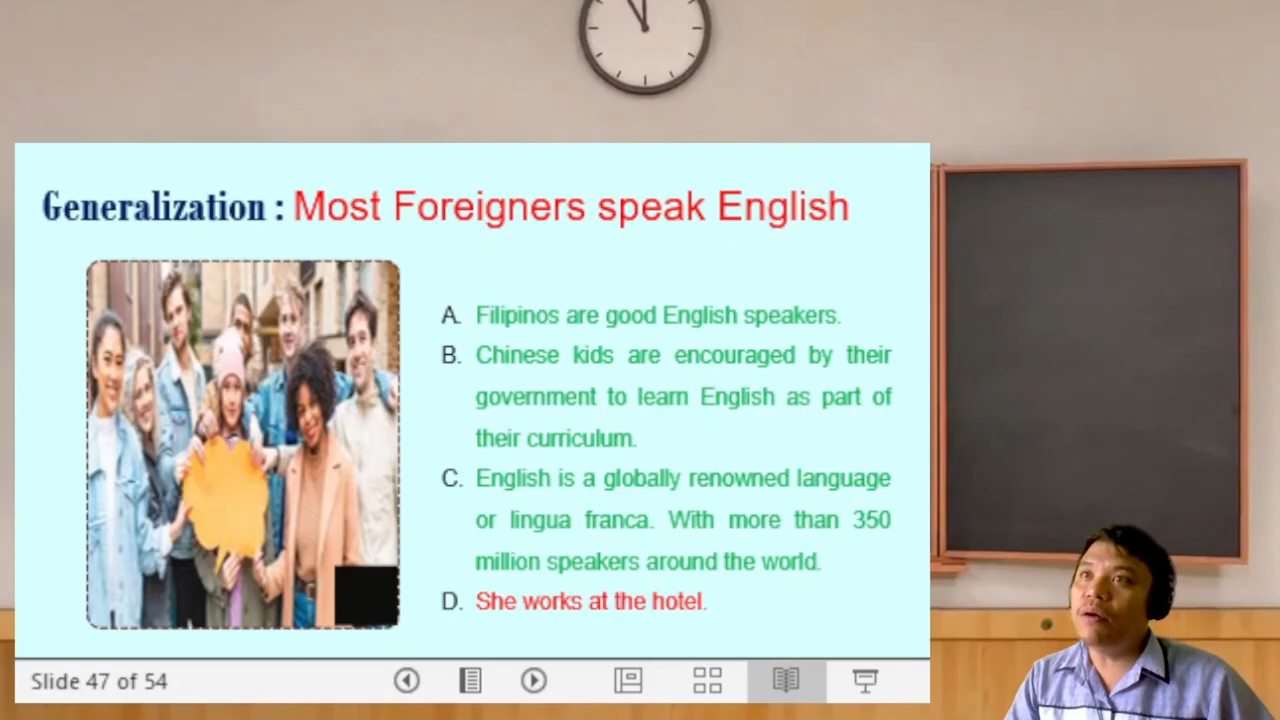 Generalization : Most Foreigners speak English
A. Filipinos are good English speakers.
B. Chinese kids are encouraged by their
government to learn English as part of
their curriculum.
C. English is a globally renowned language
or lingua franca. With more than 350
million speakers around the world.
D. She works at the hotel.
Slide 47 of 54